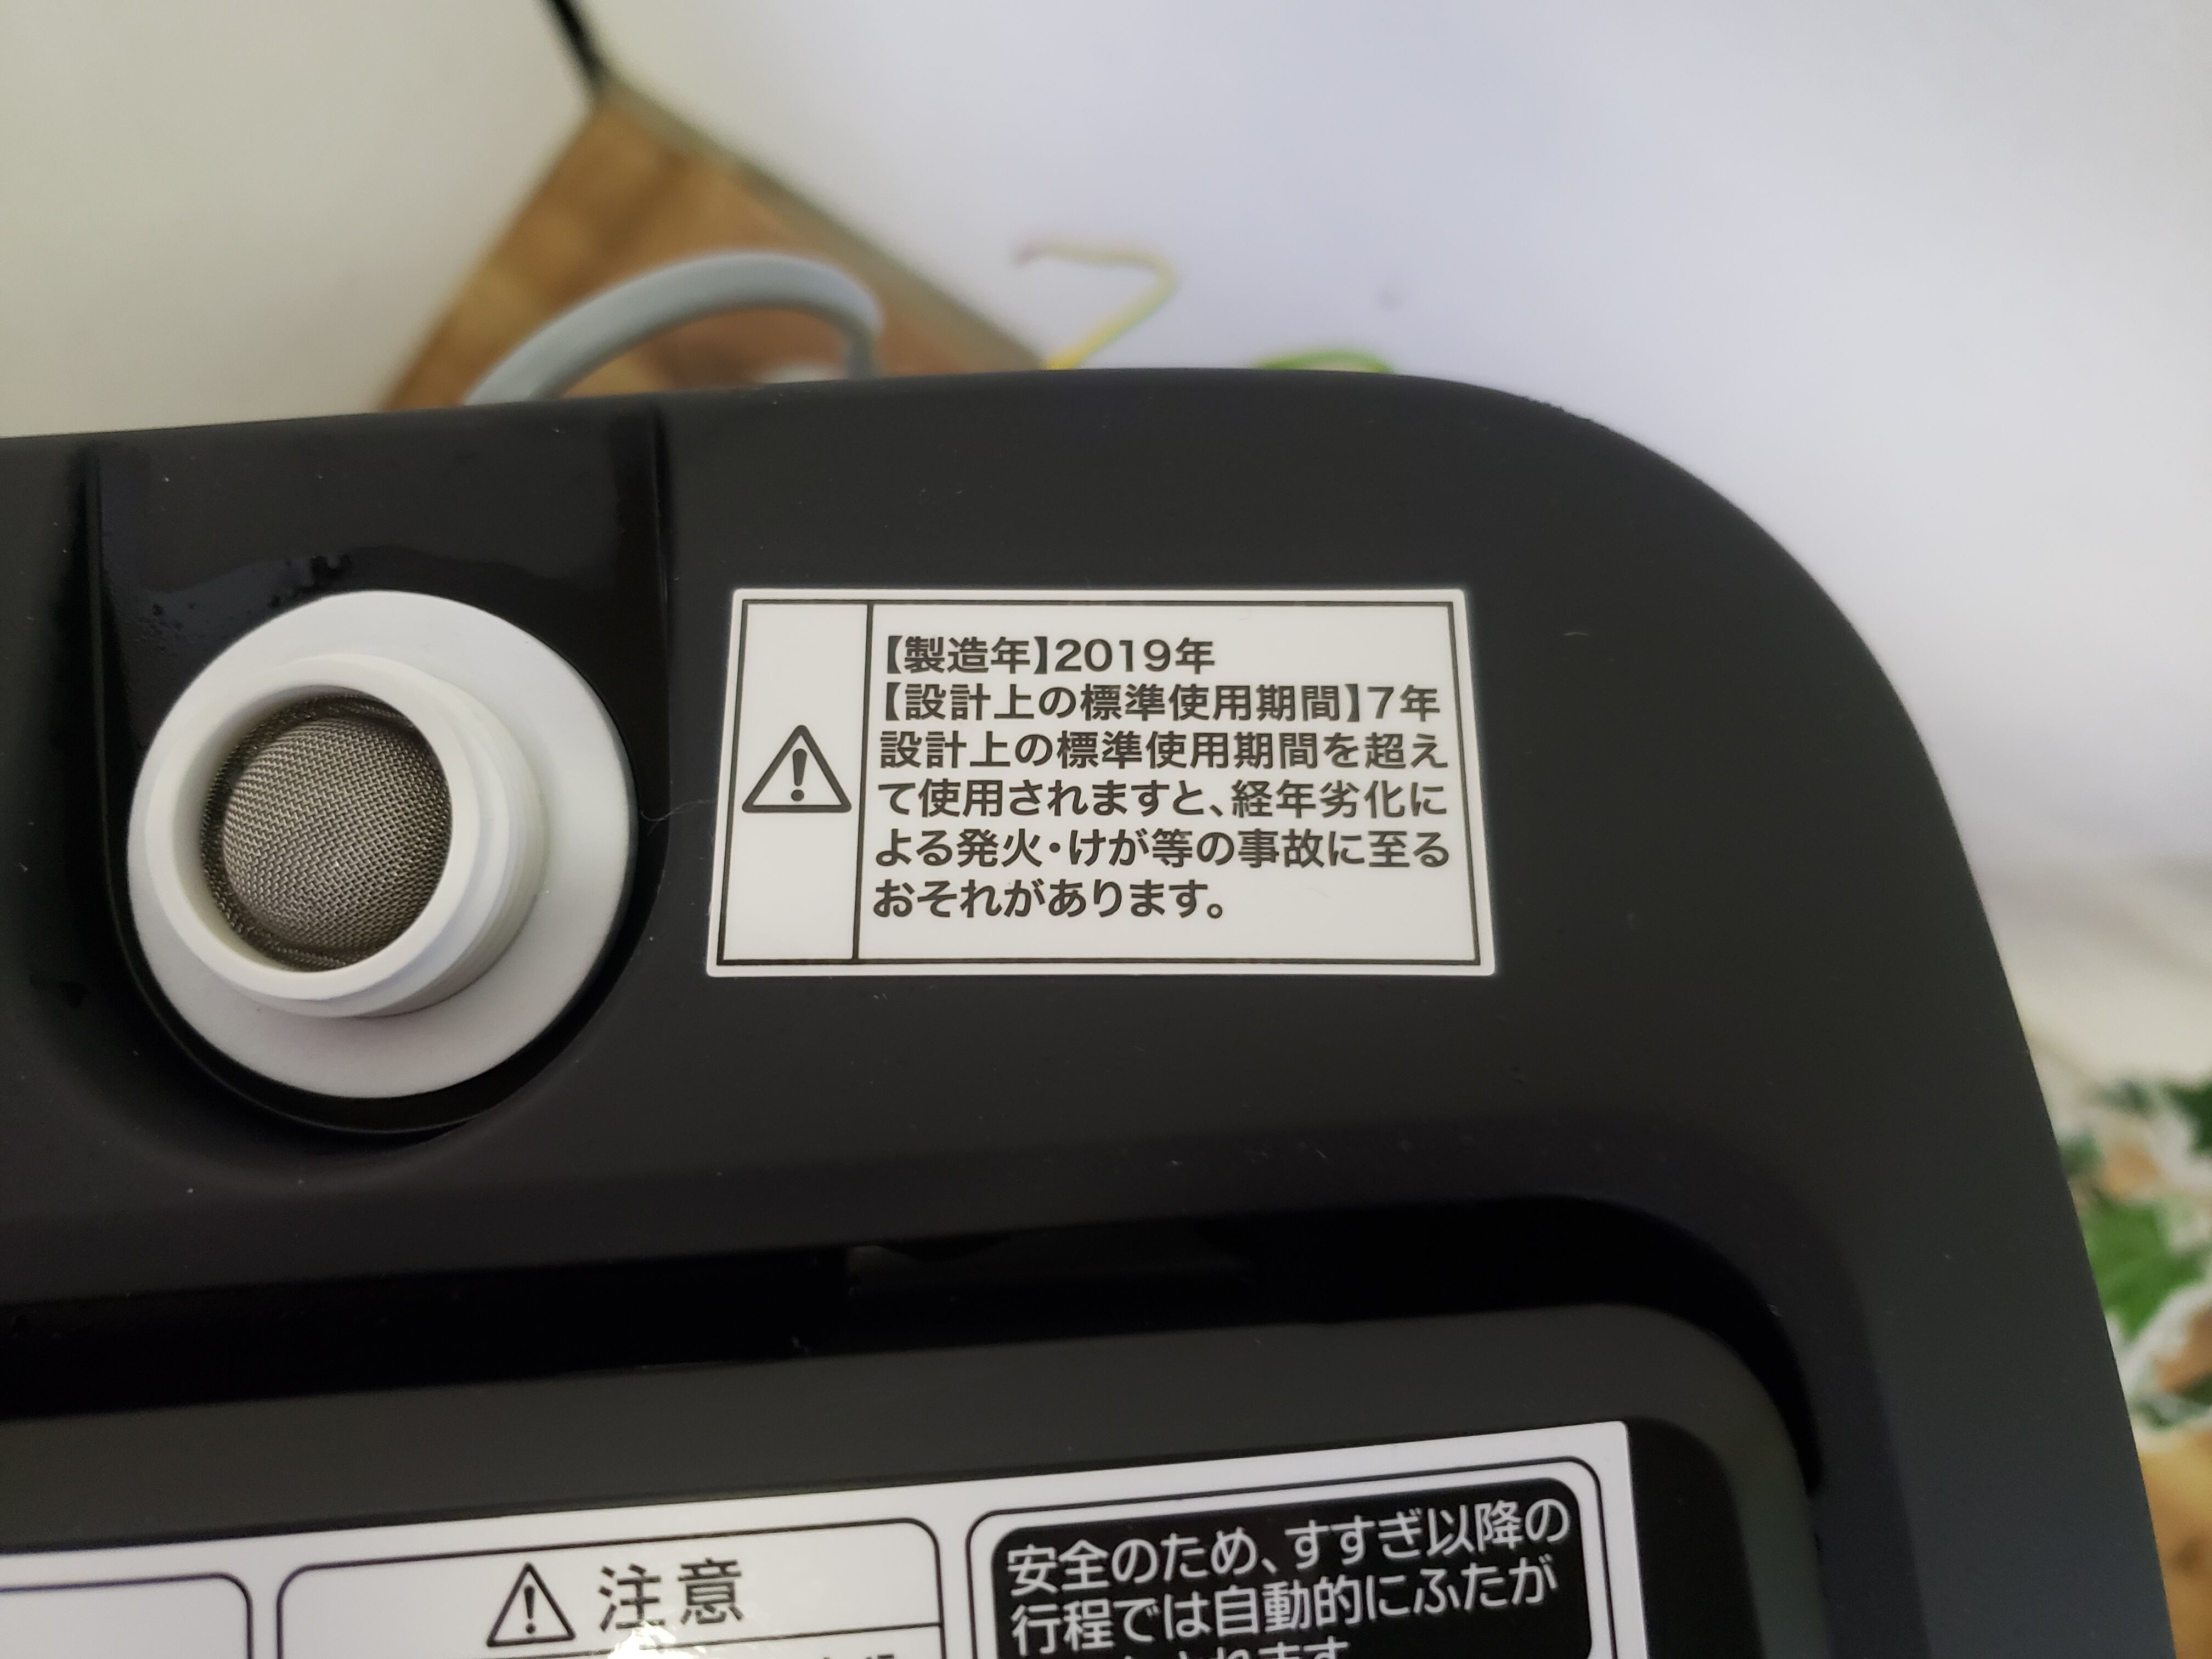 【製造年】2019年
【設計上の標準使用期間】7年
設計上の標準使用期間を超え
て使用されますと、経年劣化に
よる発火・けが等の事故に至る
おそれがあります。
注意
安全のため、すすぎ以降の
行程では自動的にふたが